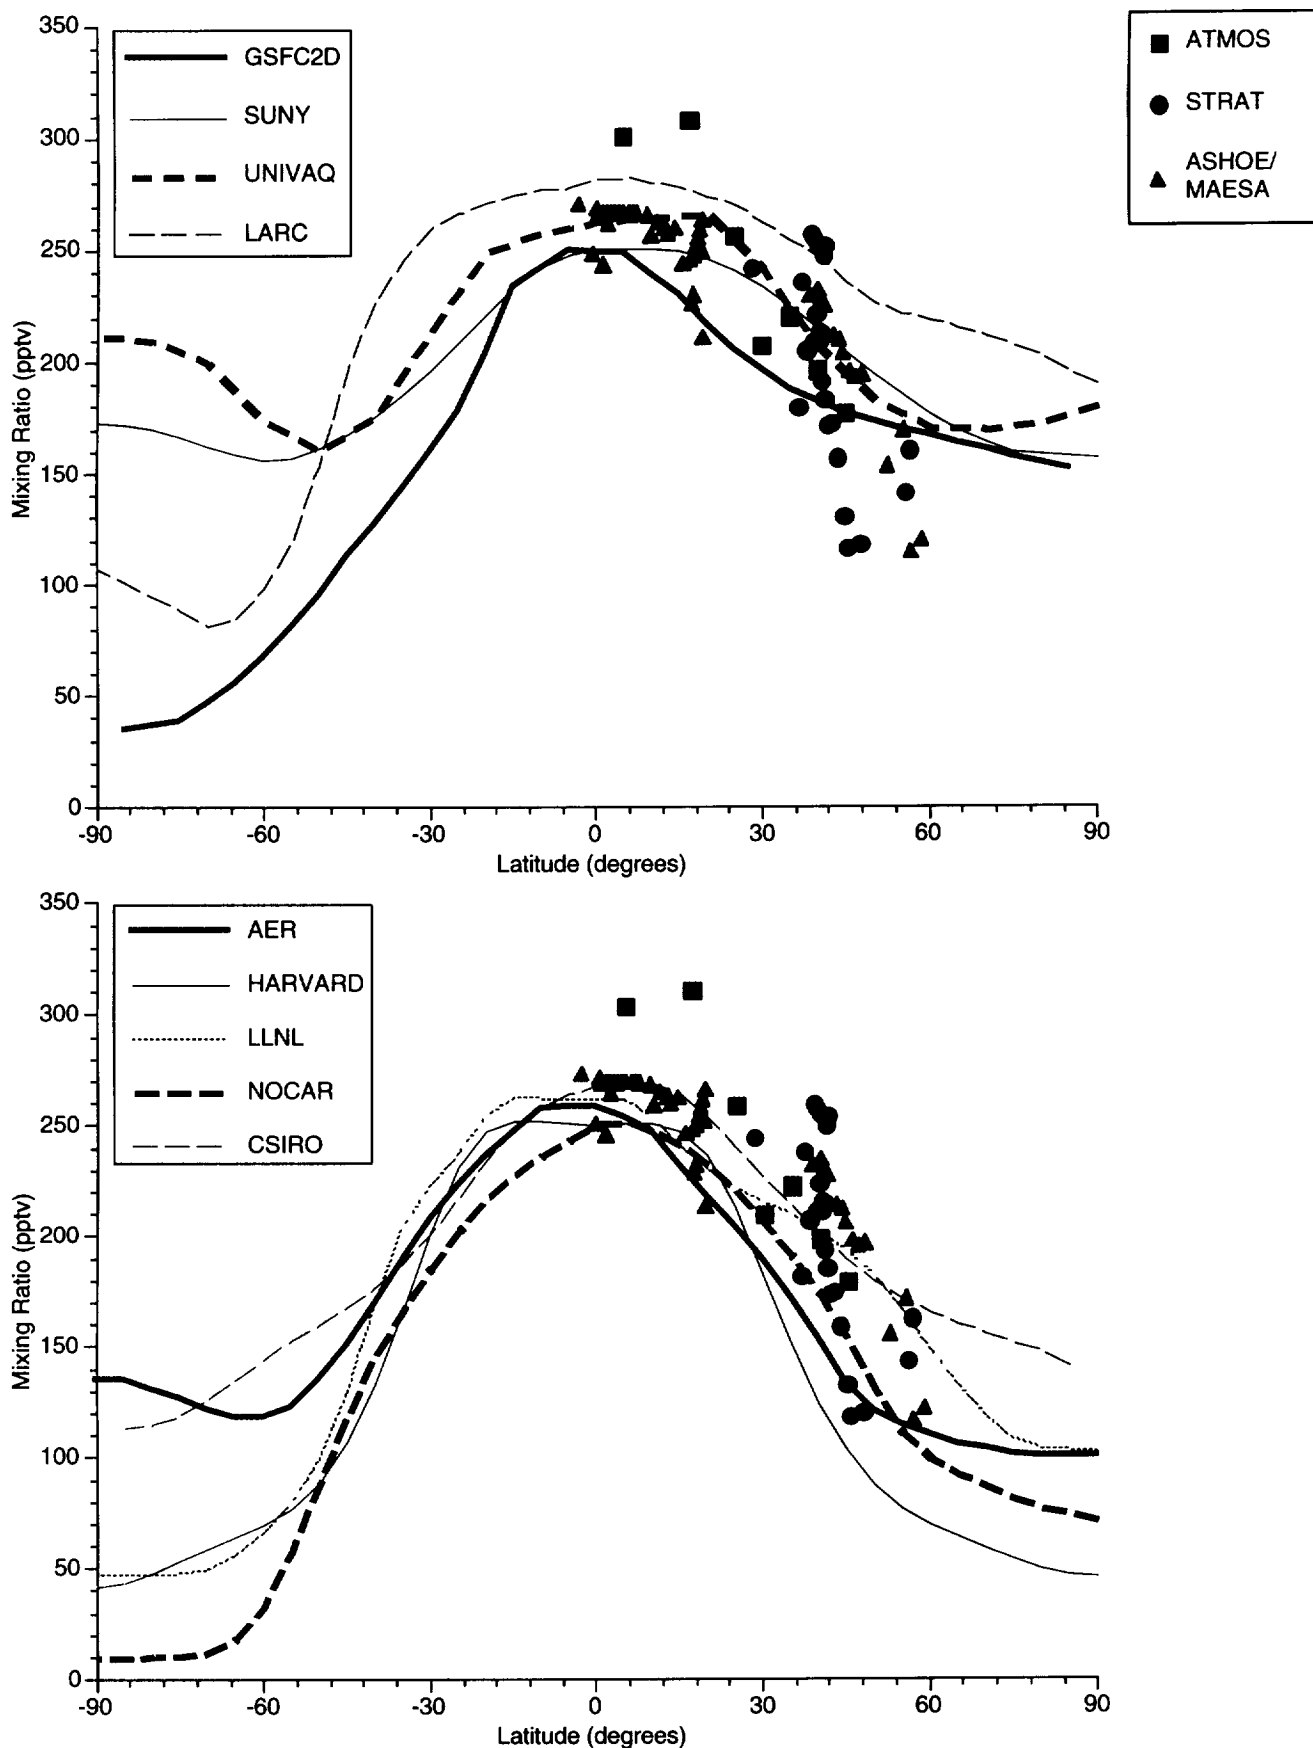 350
300
250
200
150
100
50
0
Mixing Ratio (pptv)
GSFC2D
SUNY
UNIVAQ
LARC
ATMOS
STRAT
ASHOE/
MAESA
-90
-60
-30
0
30
60
90
Latitude (degrees)
350
300
250
200
150
100
50
0
Mixing Ratio (pptv)
AER
HARVARD
LLNL
NOCAR
CSIRO
-90
-60
-30
0
30
60
90
Latitude (degrees)